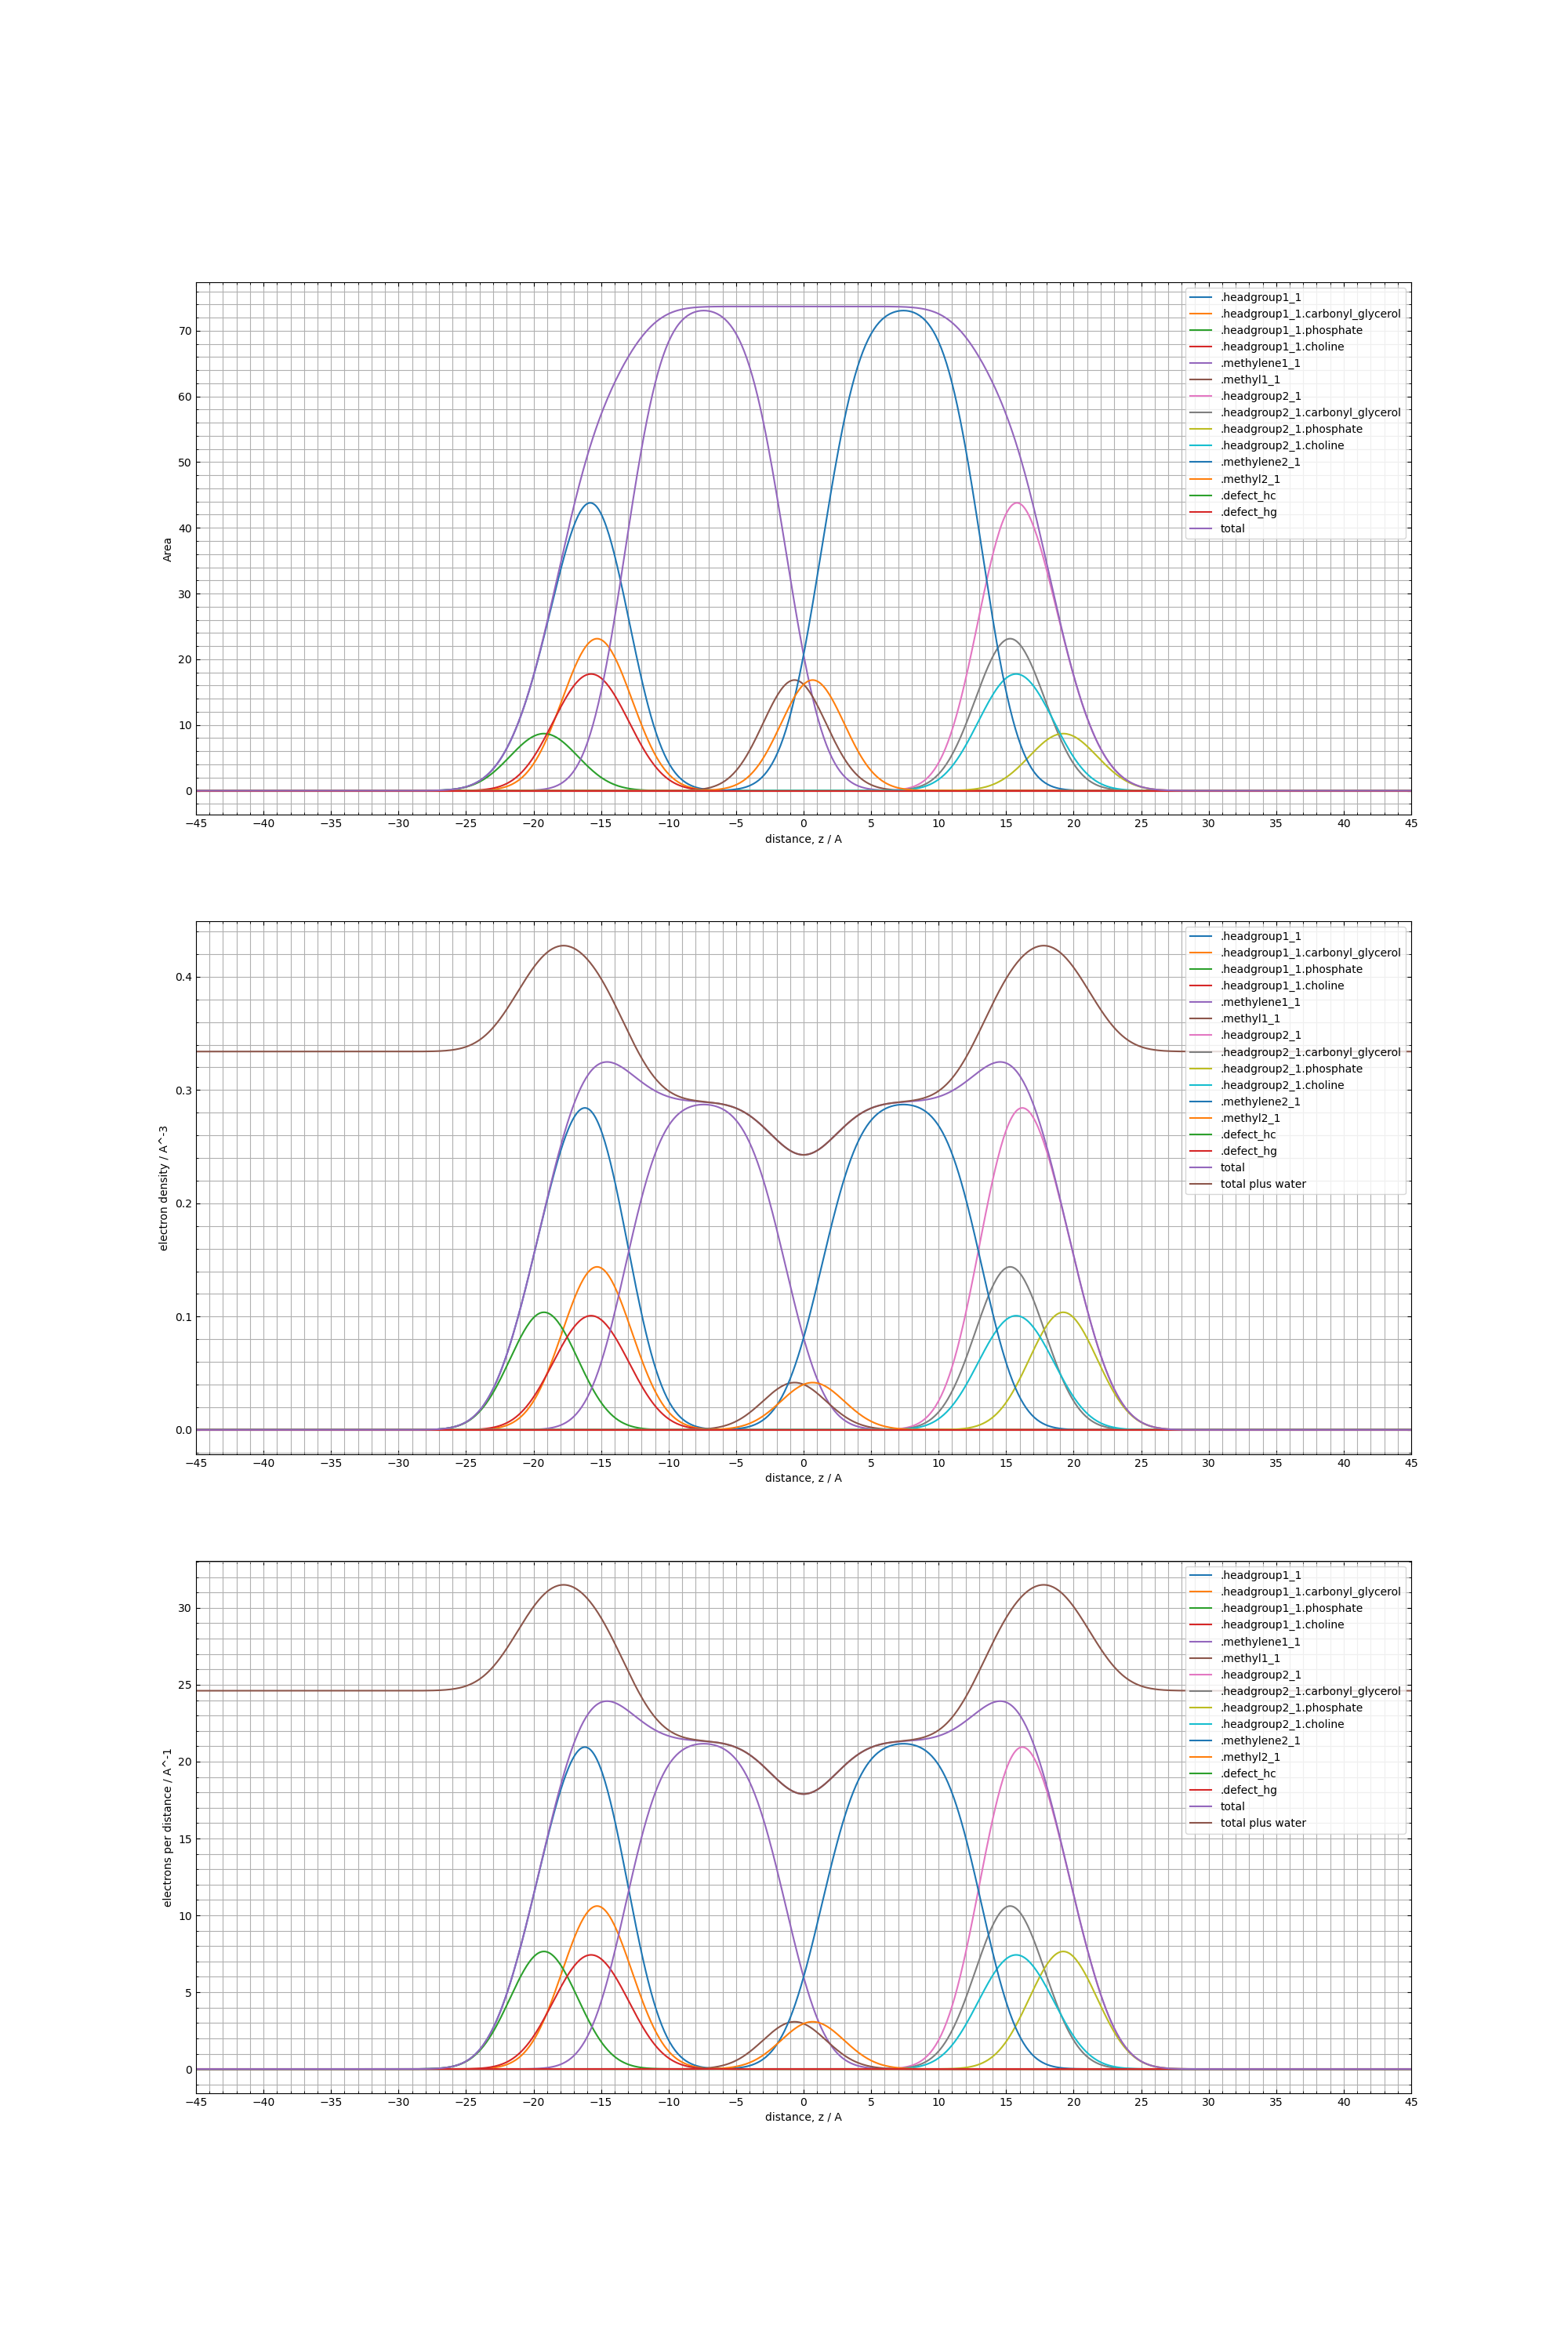 70
60
50
40
30
20
10
0
Area
−45 −40 −35 −30 −25 −20 −15 −10 −5 0 5 10 15 20 25 30 35 40 45
distance, z / A
.headgroup1_1
.headgroup1_1.carbonyl_glycerol
.headgroup1_1.phosphate
.headgroup1_1.choline
.methylene1_1
.methyl1_1
.headgroup2_1
.headgroup2_1.carbonyl_glycerol
.headgroup2_1.phosphate
.headgroup2_1.choline
.methylene2_1
.methyl2_1
.defect_hc
.defect_hg
total
0.4
0.3
0.2
0.1
0.0
electron density / A^-3
−45 −40 −35 −30 −25 −20 −15 −10 −5 0 5 10 15 20 25 30 35 40 45
distance, z / A
.headgroup1_1
.headgroup1_1.carbonyl_glycerol
.headgroup1_1.phosphate
.headgroup1_1.choline
.methylene1_1
.methyl1_1
.headgroup2_1
.headgroup2_1.carbonyl_glycerol
.headgroup2_1.phosphate
.headgroup2_1.choline
.methylene2_1
.methyl2_1
.defect_hc
.defect_hg
total
total plus water
30
25
20
15
10
5
0
electrons per distance / A^-1
−45 −40 −35 −30 −25 −20 −15 −10 −5 0 5 10 15 20 25 30 35 40 45
distance, z / A
.headgroup1_1
.headgroup1_1.carbonyl_glycerol
.headgroup1_1.phosphate
.headgroup1_1.choline
.methylene1_1
.methyl1_1
.headgroup2_1
.headgroup2_1.carbonyl_glycerol
.headgroup2_1.phosphate
.headgroup2_1.choline
.methylene2_1
.methyl2_1
.defect_hc
.defect_hg
total
total plus water